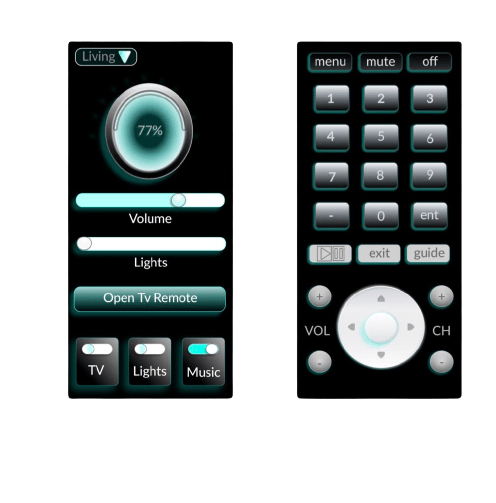 Living
77%
Volume
Lights
Open Tv Remote
TV Lights Music
menu mute off
1 2 3
4 5 6
7 8 9
- 0 ent
exit guide
+ +
VOL CH
- -